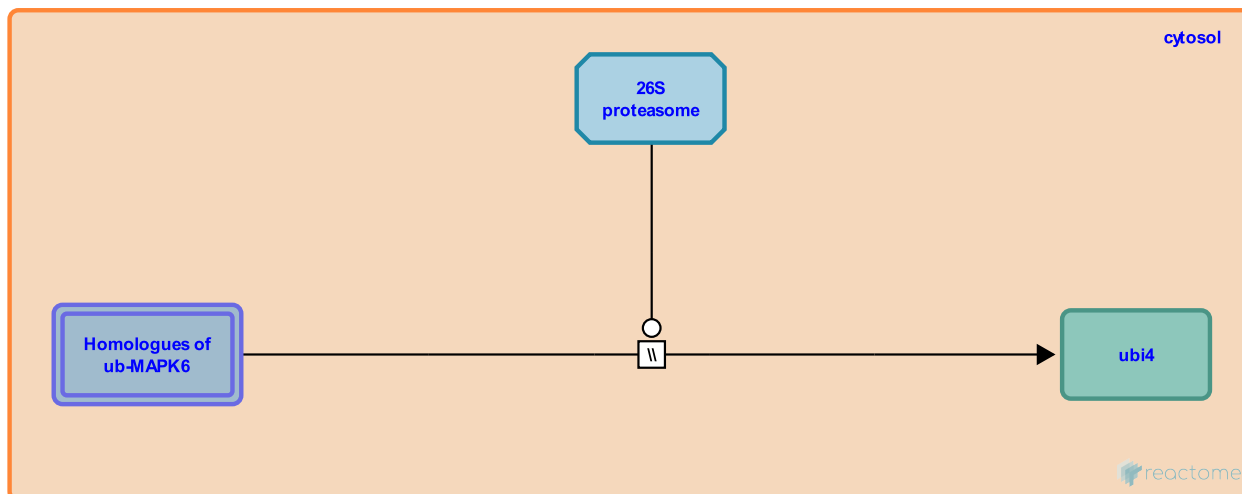 cytosol
26S
proteasome
Homologues of
ub-MAPK6
\\
ubi4
reactome